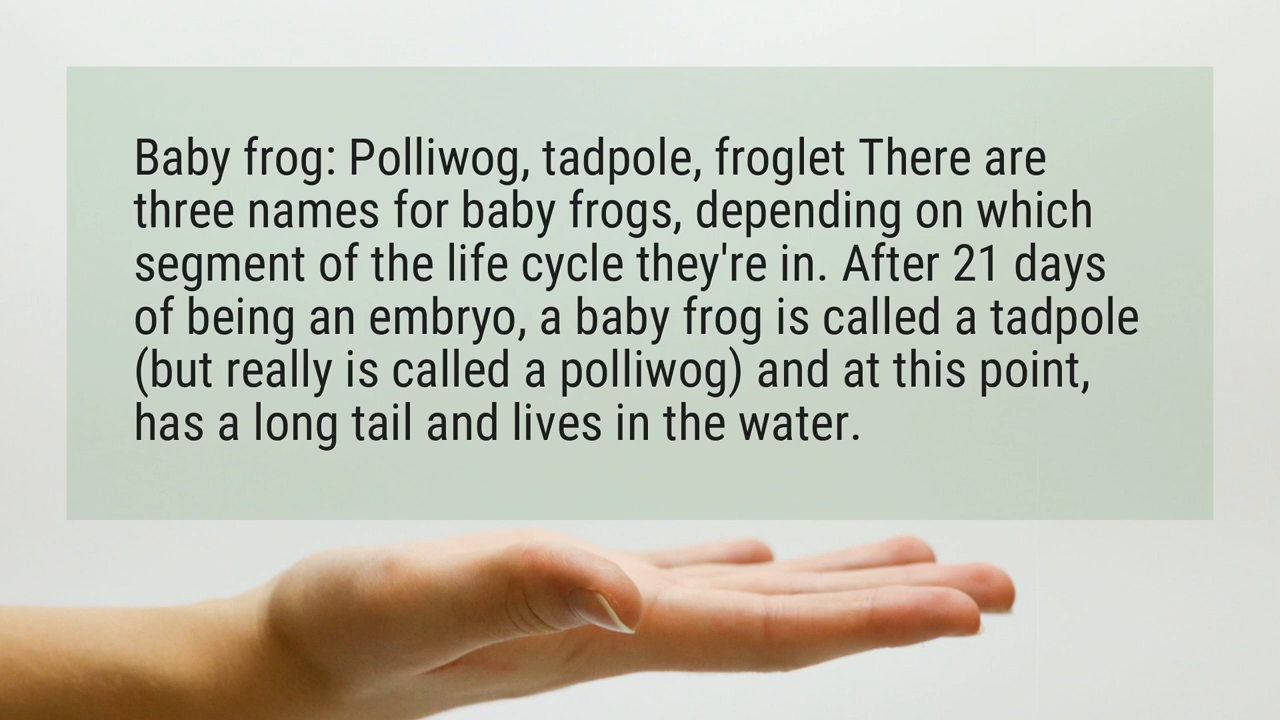 Baby frog: Polliwog, tadpole, froglet There are
three names for baby frogs, depending on which
segment of the life cycle they're in. After 21 days
of being an embryo, a baby frog is called a tadpole
(but really is called a polliwog) and at this point,
has a long tail and lives in the water.